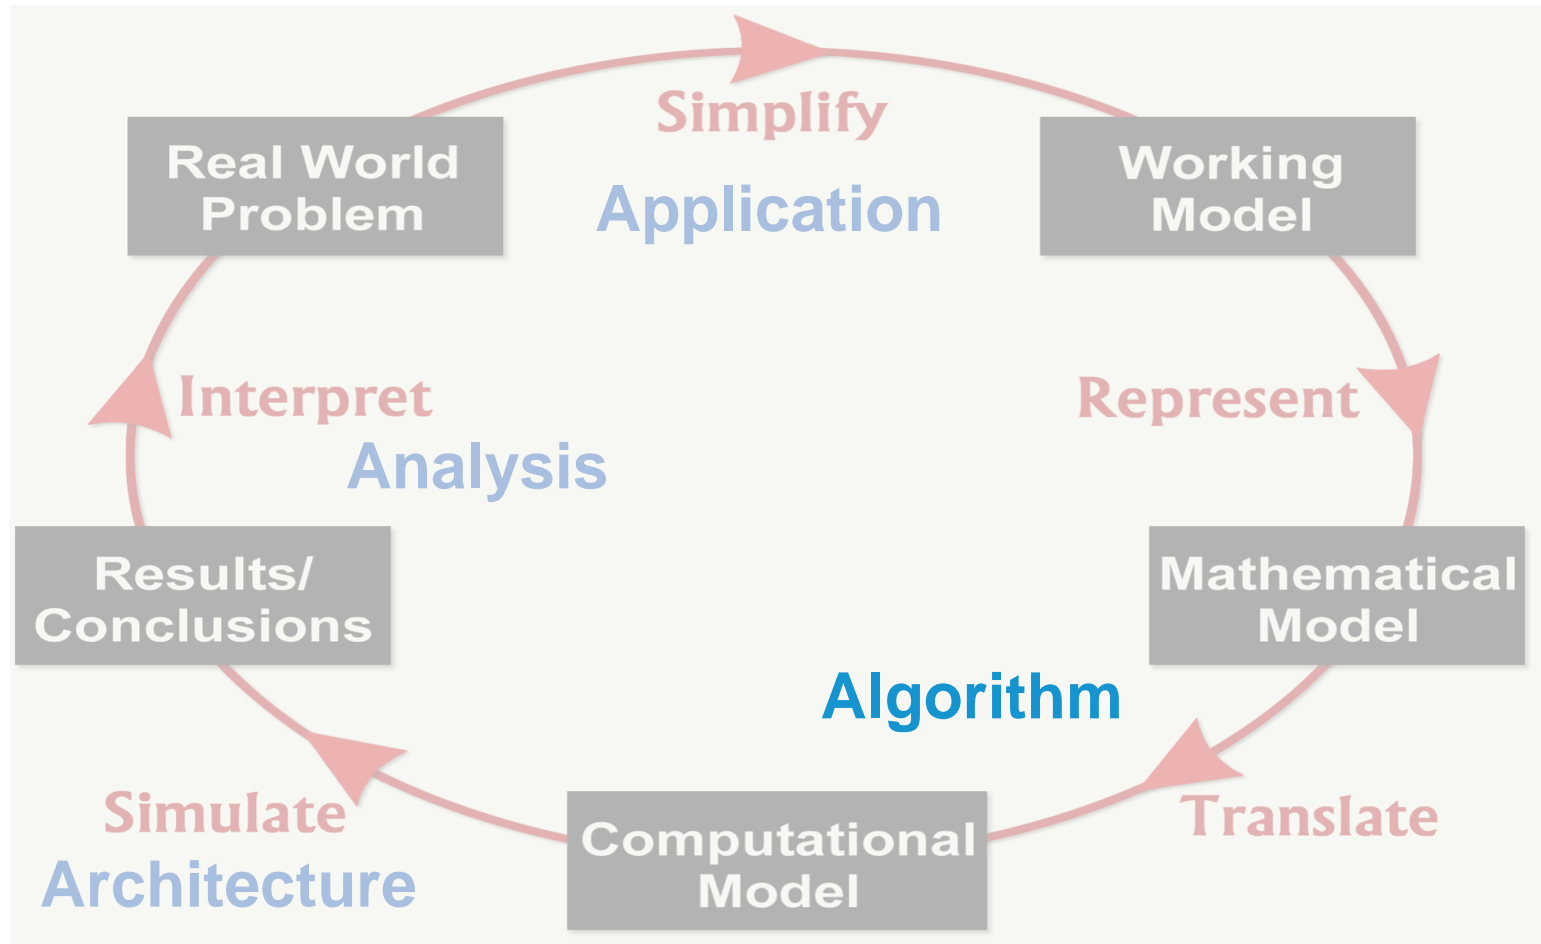 Simplify
Real World
Problem
Application
Working
Model
Interpret
Represent
Analysis
Results/
Conclusions
Mathematical
Model
Algorithm
Simulate
Translate
Architecture
Computational
Model